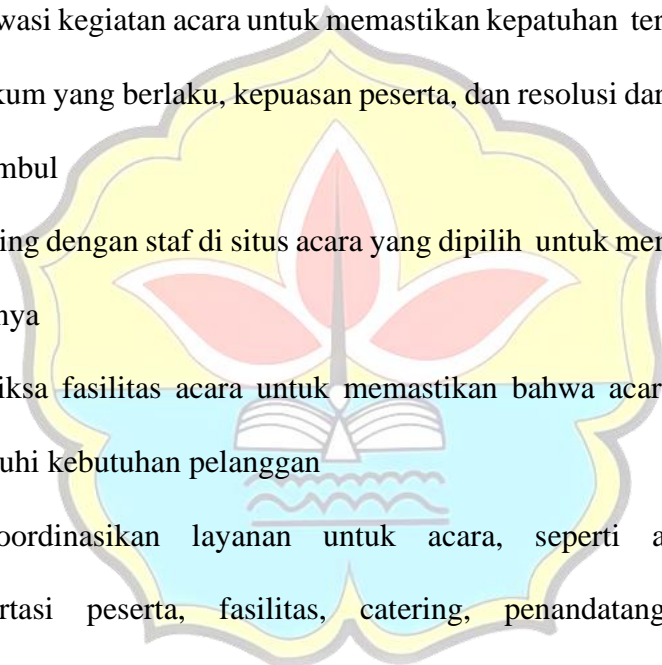 wasi kegiatan acara untuk memastikan kepatuhan ter
kum yang berlaku, kepuasan peserta, dan resolusi dar
mbul
ing dengan staf di situs acara yang dipilih untuk mer
nya
iksa fasilitas acara untuk memastikan bahwa acar
uhi kebutuhan pelanggan
oordinasikan layanan untuk acara, seperti a
rtasi peserta, fasilitas, catering, penandatang